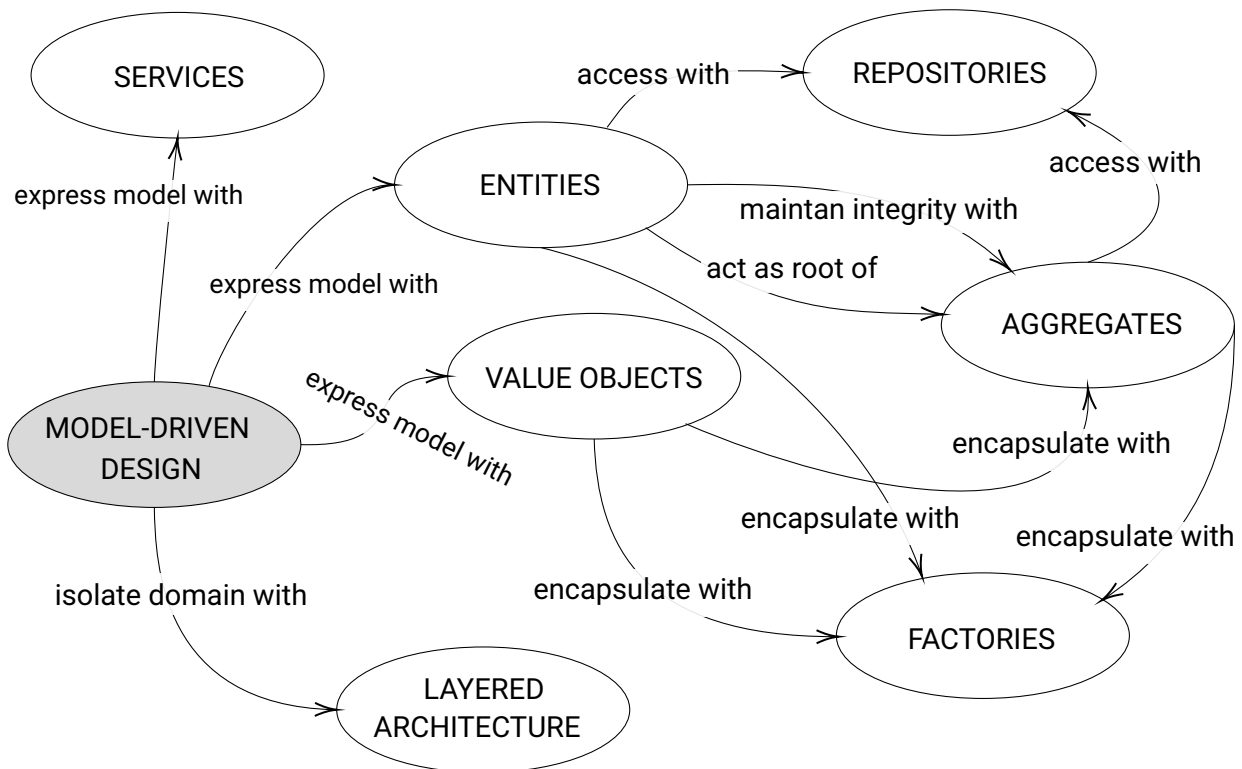 SERVICES
access with
REPOSITORIES
access with
express model with
ENTITIES
maintan integrity with
act as root of
express model with
AGGREGATES
VALUE OBJECTS
express model with
MODEL-DRIVEN
DESIGN
encapsulate with
encapsulate with
encapsulate with
encapsulate with
isolate domain with
FACTORIES
LAYERED
ARCHITECTURE